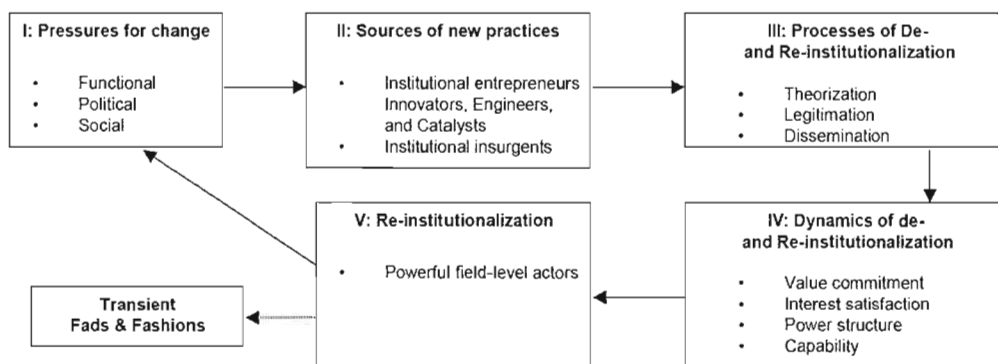 I: Pressures for change
• Functional
• Political
• Social
II: Sources of new practices
• Institutional entrepreneurs
Innovators, Engineers,
and Catalysts
• Institutional insurgents
III: Processes of De-
and Re-institutionalization
• Theorization
• Legitimation
• Dissemination
IV: Dynamics of de-
and Re-institutionalization
• Value commitment
• Interest satisfaction
• Power structure
• Capability
V: Re-institutionalization
• Powerful field-level actors
Transient
Fads & Fashions